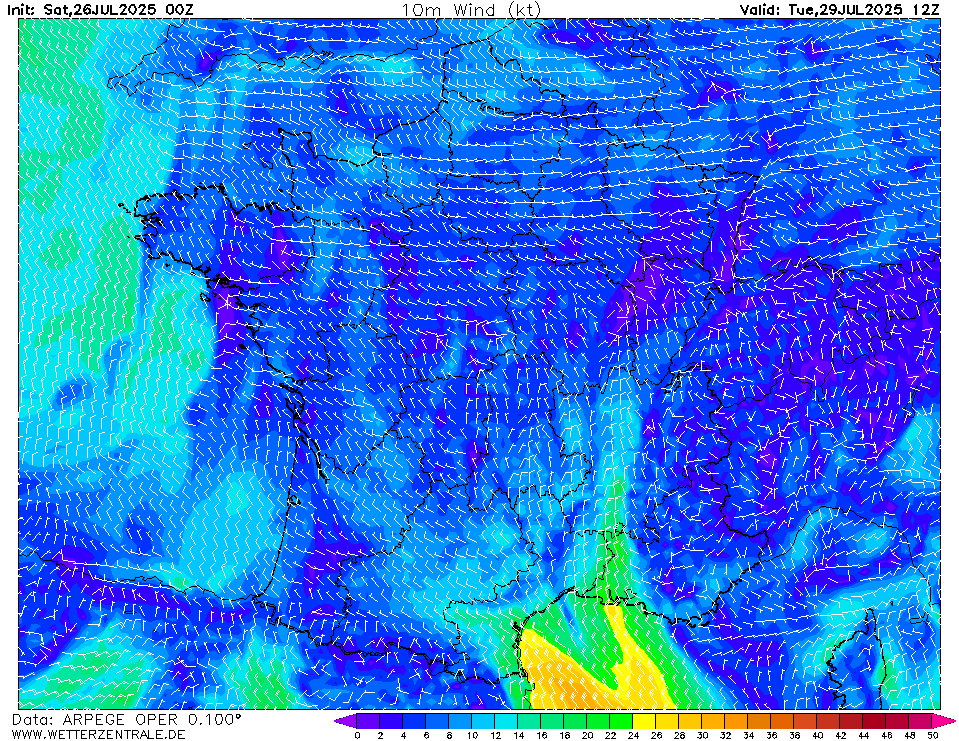 Init: Sat,26JUL2025 00Z 10m Wind (kt) Valid: Tue,29JUL2025 12Z
Data: ARPEGE OPER 0.100°
WWW.WETTERZENTRALE.DE
0 2 4 6 8 10 12 14 16 18 20 22 24 26 28 30 32 34 36 38 40 42 44 46 48 50